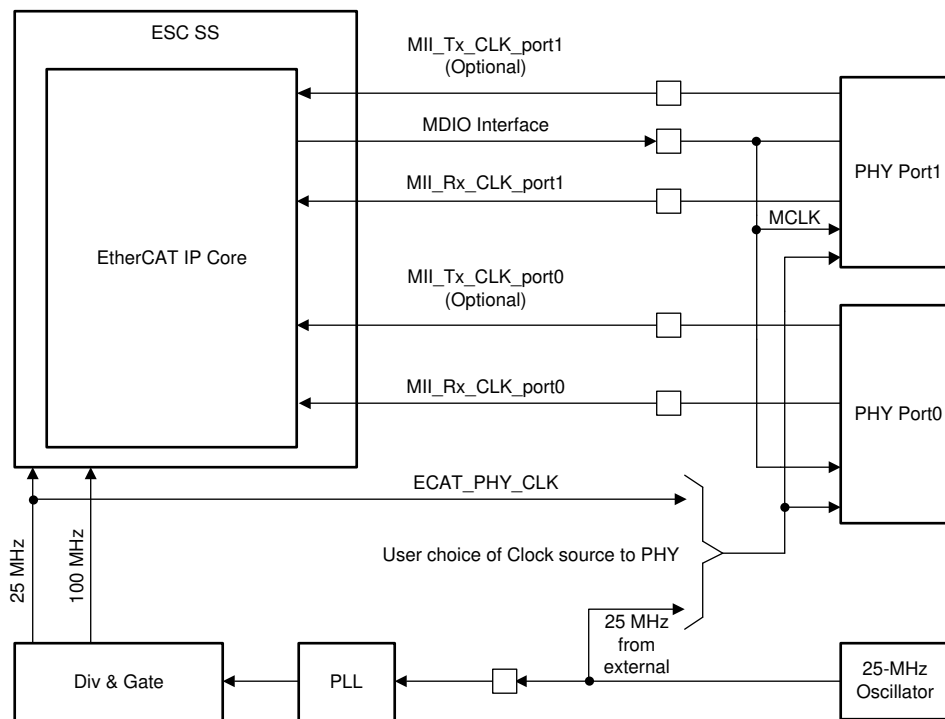 ESC SS
EtherCAT IP Core
MII_Tx_CLK_port1
(Optional)
MDIO Interface
MII_Rx_CLK_port1
MCLK
PHY Port1
MII_Tx_CLK_port0
(Optional)
MII_Rx_CLK_port0
PHY Port0
ECAT_PHY_CLK
User choice of Clock source to PHY
25 MHz
100 MHz
25 MHz
from
external
Div & Gate
PLL
25-MHz
Oscillator